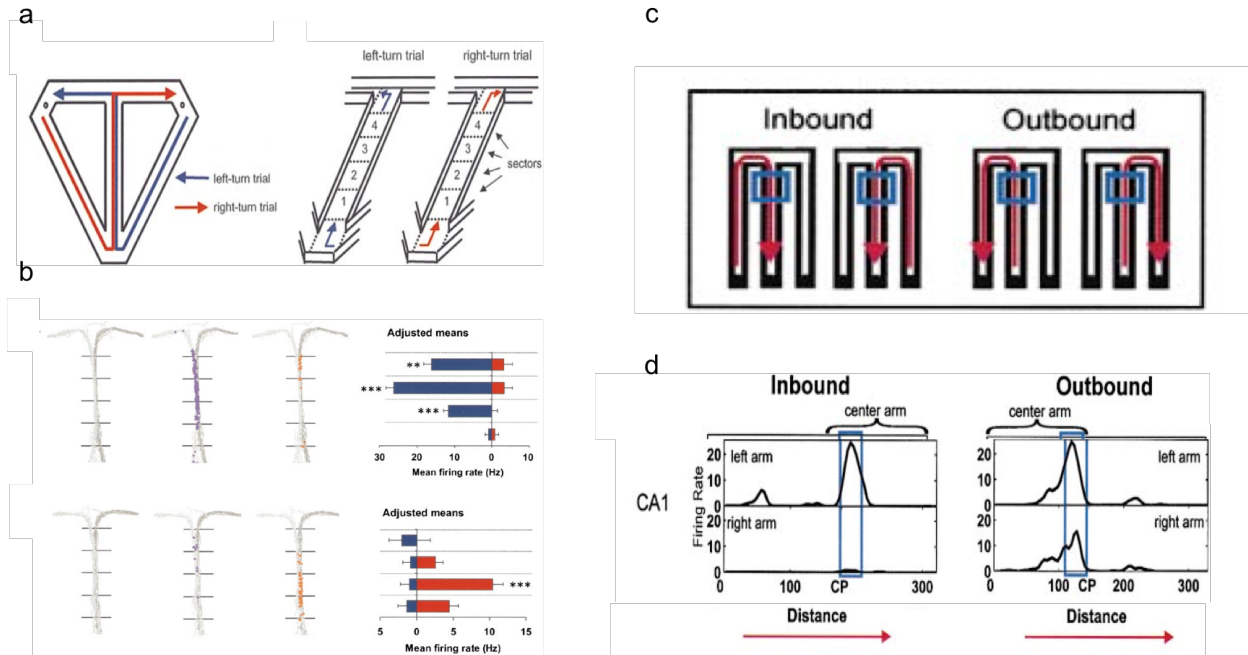 a
left-turn trial
right-turn trial
left-turn trial
right-turn trial
4
3
2
1
4
3
2
1
sectors
b
Adjusted means
**
***
***
30 20 10 0 10
Mean firing rate (Hz)
Adjusted means
***
5 0 5 10 15
Mean firing rate (Hz)
c
Inbound
Outbound
d
Inbound
Outbound
center arm
center arm
CA1
Firing Rate
20
10
0
left arm
20
10
0
right arm
0 100 CP 300
Distance
20
10
0
left arm
20
10
0
right arm
0 100 CP 200 300
Distance